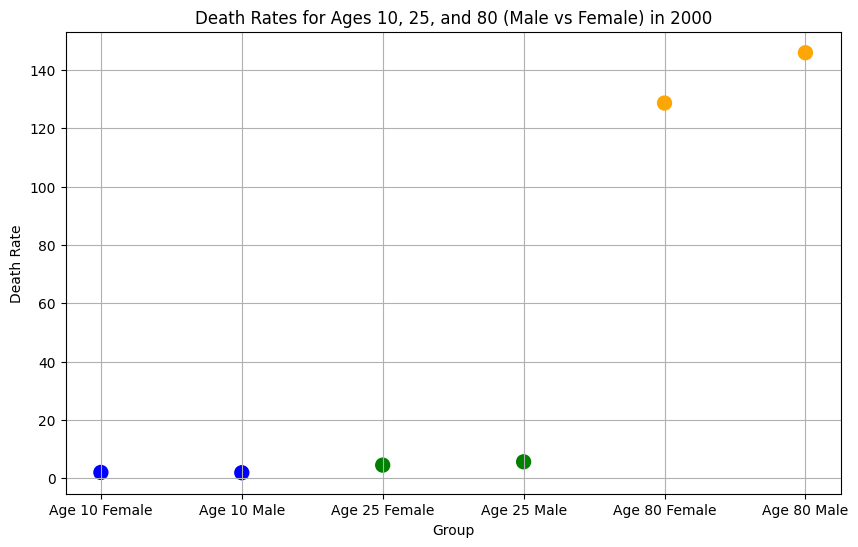 Death Rates for Ages 10, 25, and 80 (Male vs Female) in 2000
Death Rate
140
120
100
80
60
40
20
0
Age 10 Female
Age 10 Male
Age 25 Female
Age 25 Male
Age 80 Female
Age 80 Male
Group